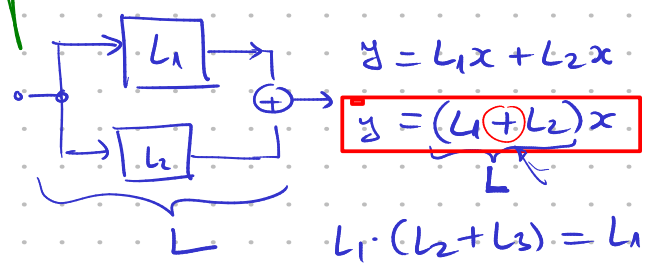 L₁
y = L₁x + L₂x
+
y = (L₁ + L₂)x
L₂
L
L
L₁·(L₂+L₃) = L₁